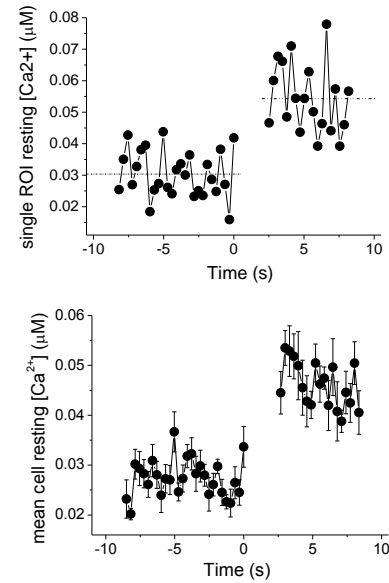 single ROI resting [Ca2+] (μM)
0.08
0.07
0.06
0.05
0.04
0.03
0.02
-10 -5 0 5 10
Time (s)
mean cell resting [Ca²⁺] (μM)
0.06
0.05
0.04
0.03
0.02
-10 -5 0 5 10
Time (s)